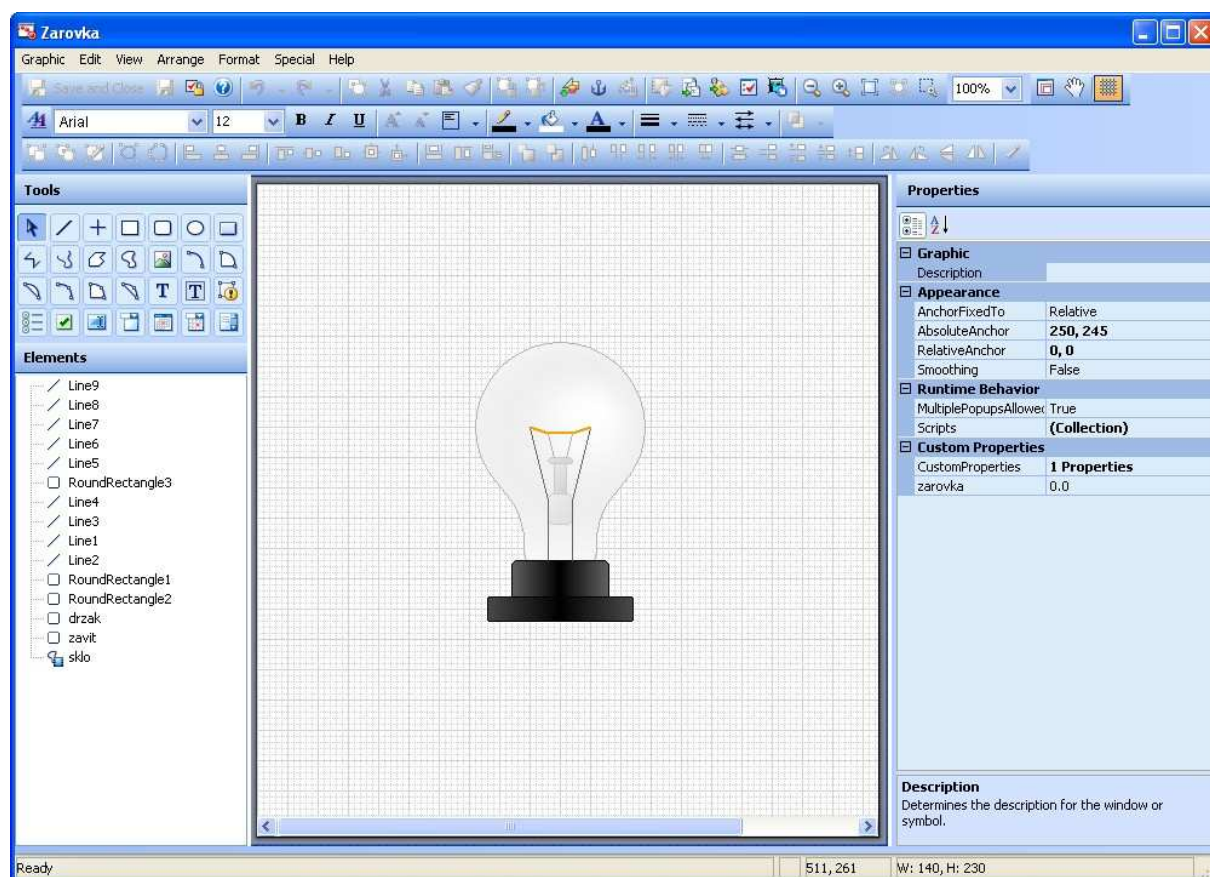 Zarovka
Graphic Edit View Arrange Format Special Help
Save and Close 100%
Arial 12 B I U A
Tools
T T
Elements
Line9
Line8
Line7
Line6
Line5
RoundRectangle3
Line4
Line3
Line1
Line2
RoundRectangle1
RoundRectangle2
drzak
zavit
sklo
Properties
Graphic
Description
Appearance
AnchorFixedTo Relative
AbsoluteAnchor 250, 245
RelativeAnchor 0, 0
Smoothing False
Runtime Behavior
MultiplePopupsAllowec True
Scripts (Collection)
Custom Properties
CustomProperties 1 Properties
zarovka 0.0
Description
Determines the description for the window or
symbol.
Ready 511, 261 W: 140, H: 230